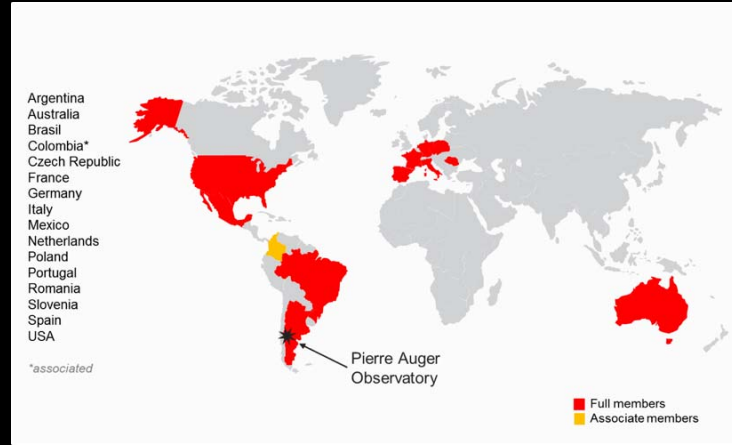 Argentina
Australia
Brasil
Colombia*
Czech Republic
France
Germany
Italy
Mexico
Netherlands
Poland
Portugal
Romania
Slovenia
Spain
USA
*associated
Pierre Auger
Observatory
Full members
Associate members